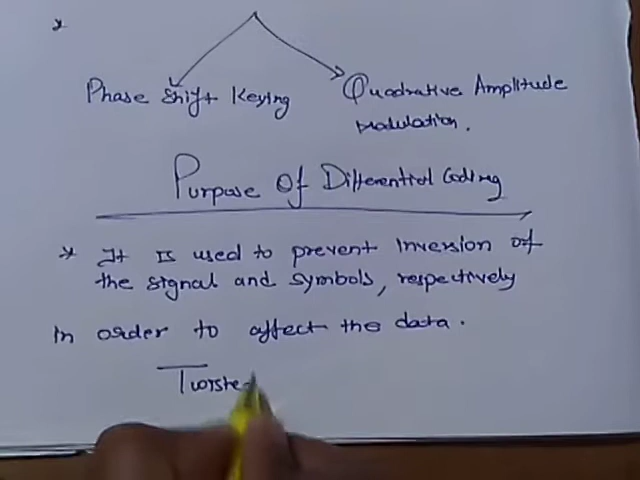 *
Phase Shift Keying
Quadrative Amplitude
Modulation.
Purpose Of Differential Coding
* It is used to prevent inversion of
the signal and symbols, respectively
in order to affect the data.
Twiste